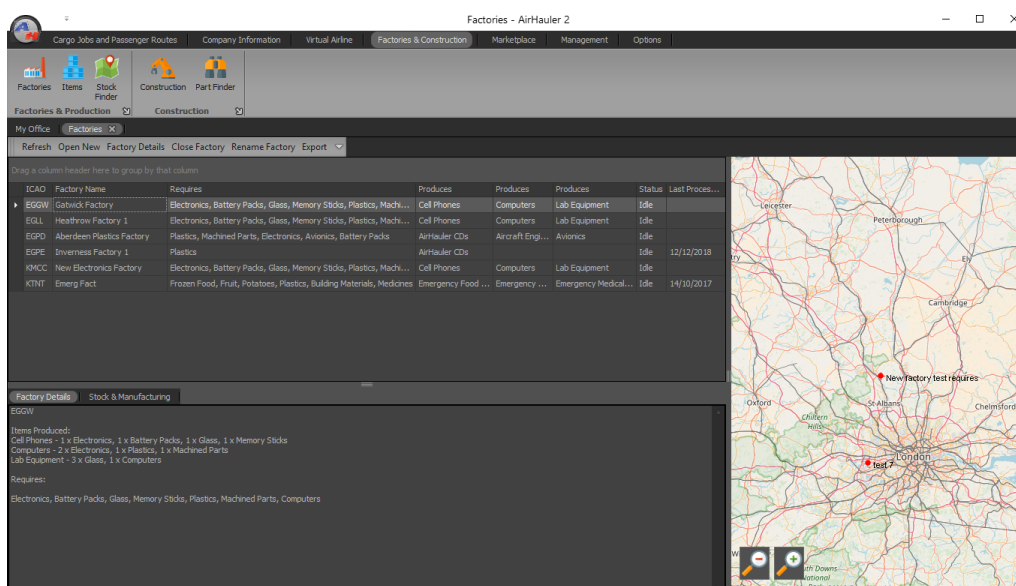 Factories - AirHauler 2
Cargo Jobs and Passenger Routes Company Information Virtual Airline Factories & Construction Marketplace Management Options
Factories Items Stock Finder Construction Part Finder
Factories & Production Construction
My Office Factories X
Refresh Open New Factory Details Close Factory Rename Factory Export
Drag a column header here to group by that column
ICAO Factory Name Requires Produces Produces Produces Status Last Proces...
EGGW Gatwick Factory Electronics, Battery Packs, Glass, Memory Sticks, Plastics, Machi... Cell Phones Computers Lab Equipment Idle
EGLL Heathrow Factory 1 Electronics, Battery Packs, Glass, Memory Sticks, Plastics, Machi... Cell Phones Computers Lab Equipment Idle
EGPD Aberdeen Plastics Factory Plastics, Machined Parts, Electronics, Avionics, Battery Packs AirHauler CDs Aircraft Engi... Avionics Idle
EGPE Inverness Factory 1 Plastics AirHauler CDs Idle 12/12/2018
KMCC New Electronics Factory Electronics, Battery Packs, Glass, Memory Sticks, Plastics, Machi... Cell Phones Computers Lab Equipment Idle
KTNT Emerg Fact Frozen Food, Fruit, Potatoes, Plastics, Building Materials, Medicines Emergency Food ... Emergency ... Emergency Medical... Idle 14/10/2017
Factory Details Stock & Manufacturing
EGGW
Items Produced:
Cell Phones - 1 x Electronics, 1 x Battery Packs, 1 x Glass, 1 x Memory Sticks
Computers - 2 x Electronics, 1 x Plastics, 1 x Machined Parts
Lab Equipment - 3 x Glass, 1 x Computers
Requires:
Electronics, Battery Packs, Glass, Memory Sticks, Plastics, Machined Parts, Computers
Leicester
Peterborough
Ely
Cambridge
New factory test requires
Oxford
St Albans
Chelmsford
Chiltern
Hills
London
test 7